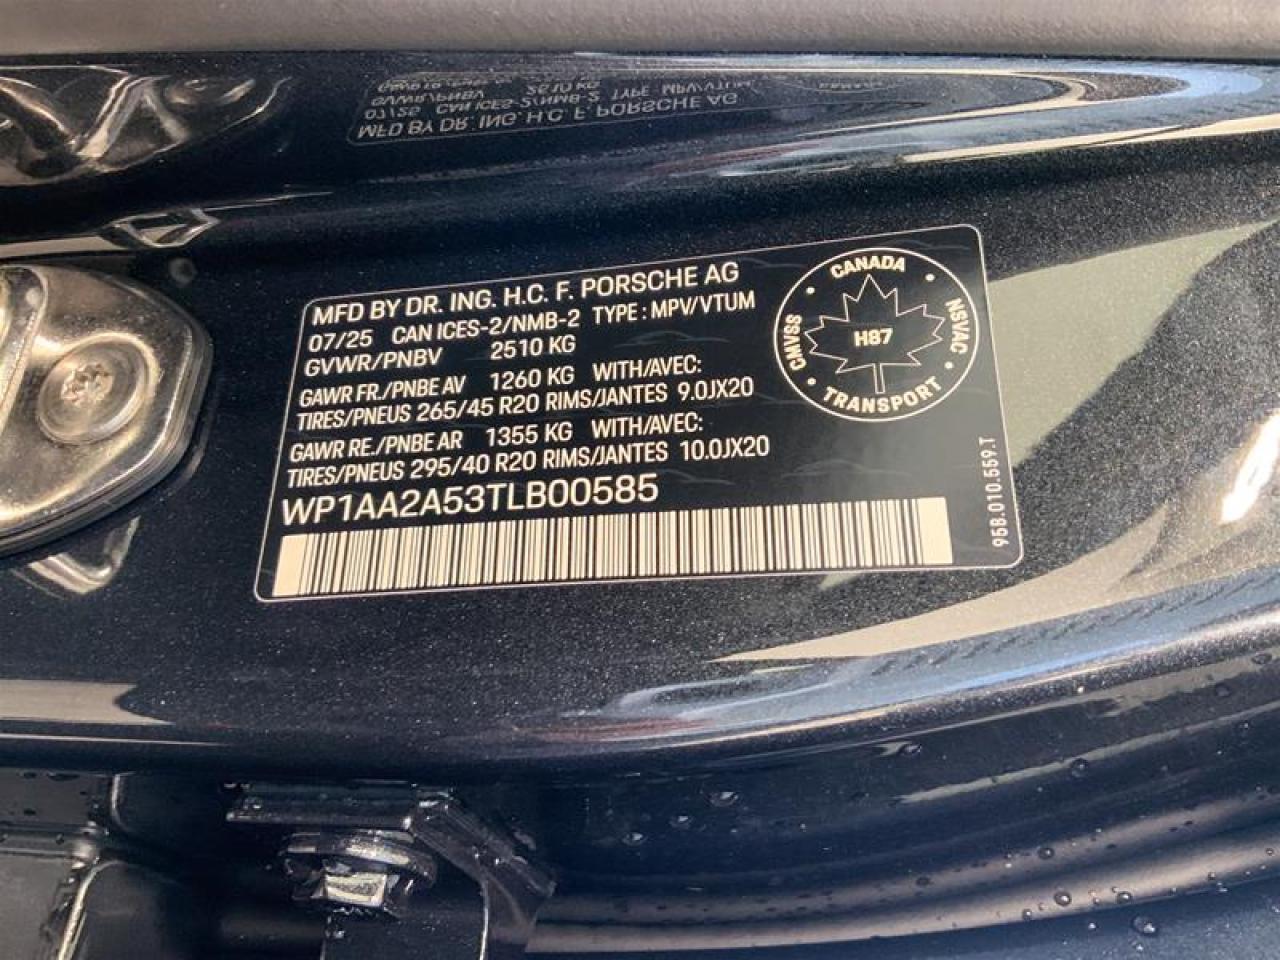 MFD BY DR. ING. H.C. F. PORSCHE AG
07/25 CAN ICES-2/NMB-2 TYPE : MPV/VTUM
GVWR/PNBV 2510 KG
GAWR FR./PNBE AV 1260 KG WITH/AVEC:
TIRES/PNEUS 265/45 R20 RIMS/JANTES 9.0JX20
GAWR RE./PNBE AR 1355 KG WITH/AVEC:
TIRES/PNEUS 295/40 R20 RIMS/JANTES 10.0JX20
WP1AA2A53TLB00585
CANADA
CMVSS
H87
NSVAC
TRANSPORT
958.010.559.T